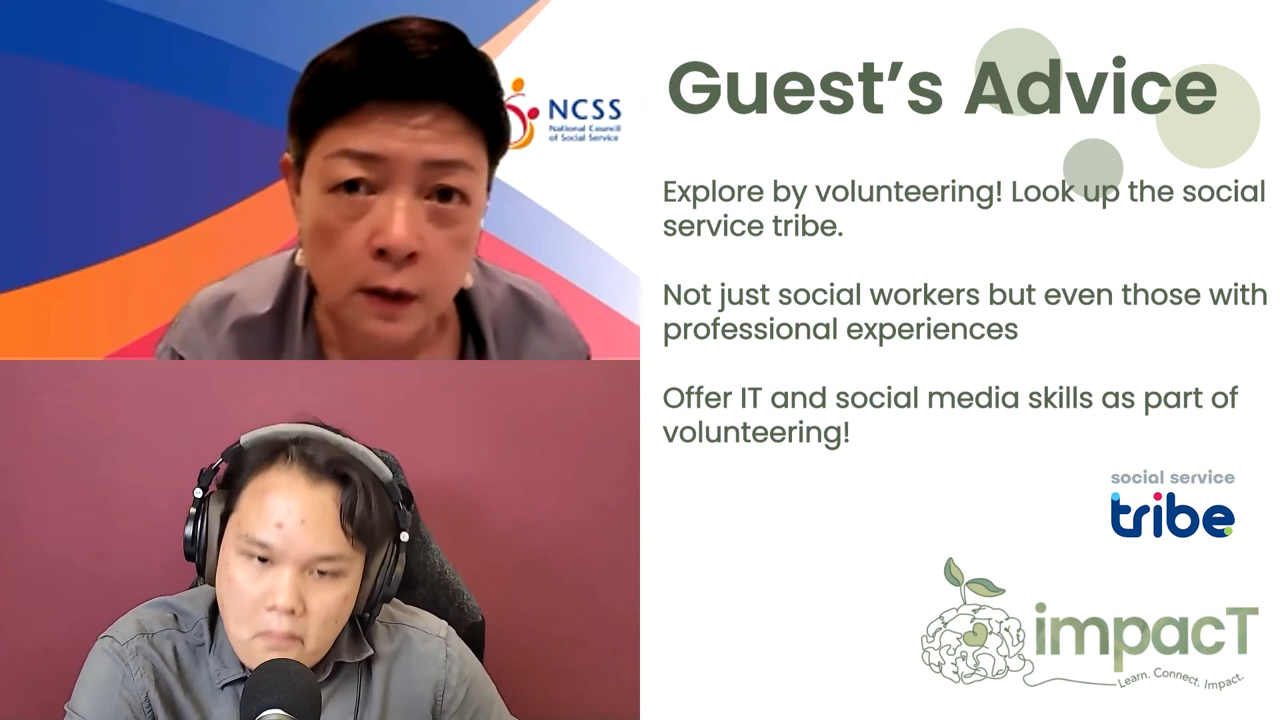 NCSS
National Council
of Social Service
Guest's Advice
Explore by volunteering! Look up the social
service tribe.
Not just social workers but even those with
professional experiences
Offer IT and social media skills as part of
volunteering!
social service
tribe
impacT
Learn. Connect. Impact.